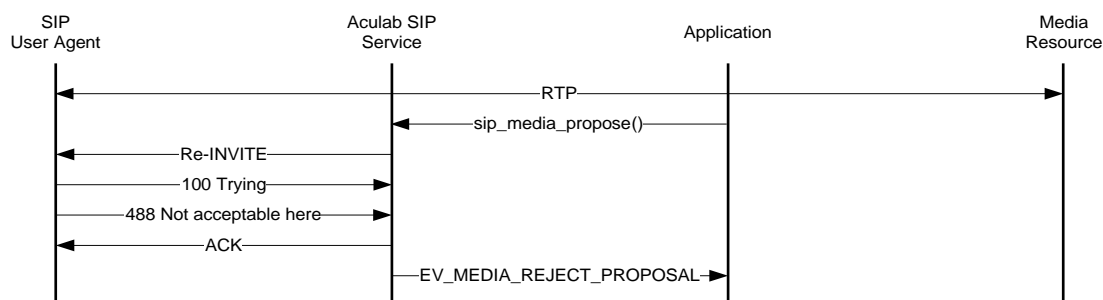 SIP
User Agent
Aculab SIP
Service
Application
Media
Resource
RTP
sip_media_propose()
Re-INVITE
100 Trying
488 Not acceptable here
ACK
EV_MEDIA_REJECT_PROPOSAL